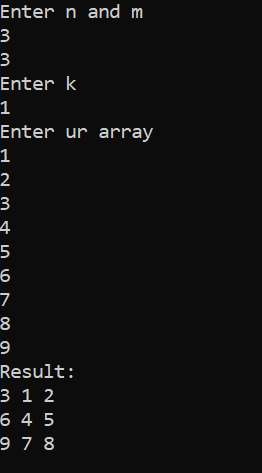 Enter n and m
3
3
Enter k
1
Enter ur array
1
2
3
4
5
6
7
8
9
Result:
3 1 2
6 4 5
9 7 8